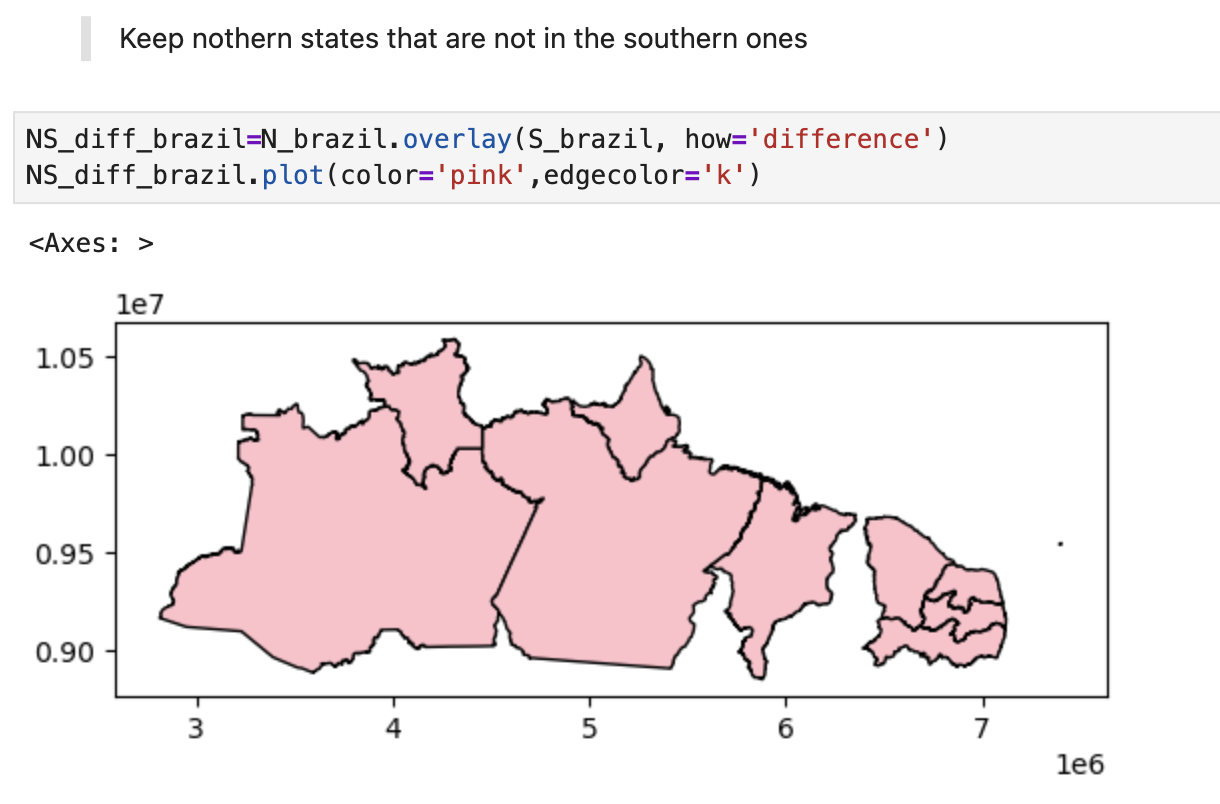 Keep nothern states that are not in the southern ones
NS_diff_brazil=N_brazil.overlay(S_brazil, how='difference')
NS_diff_brazil.plot(color='pink',edgecolor='k')
<Axes: >
1e7
1.05
1.00
0.95
0.90
3 4 5 6 7
1e6